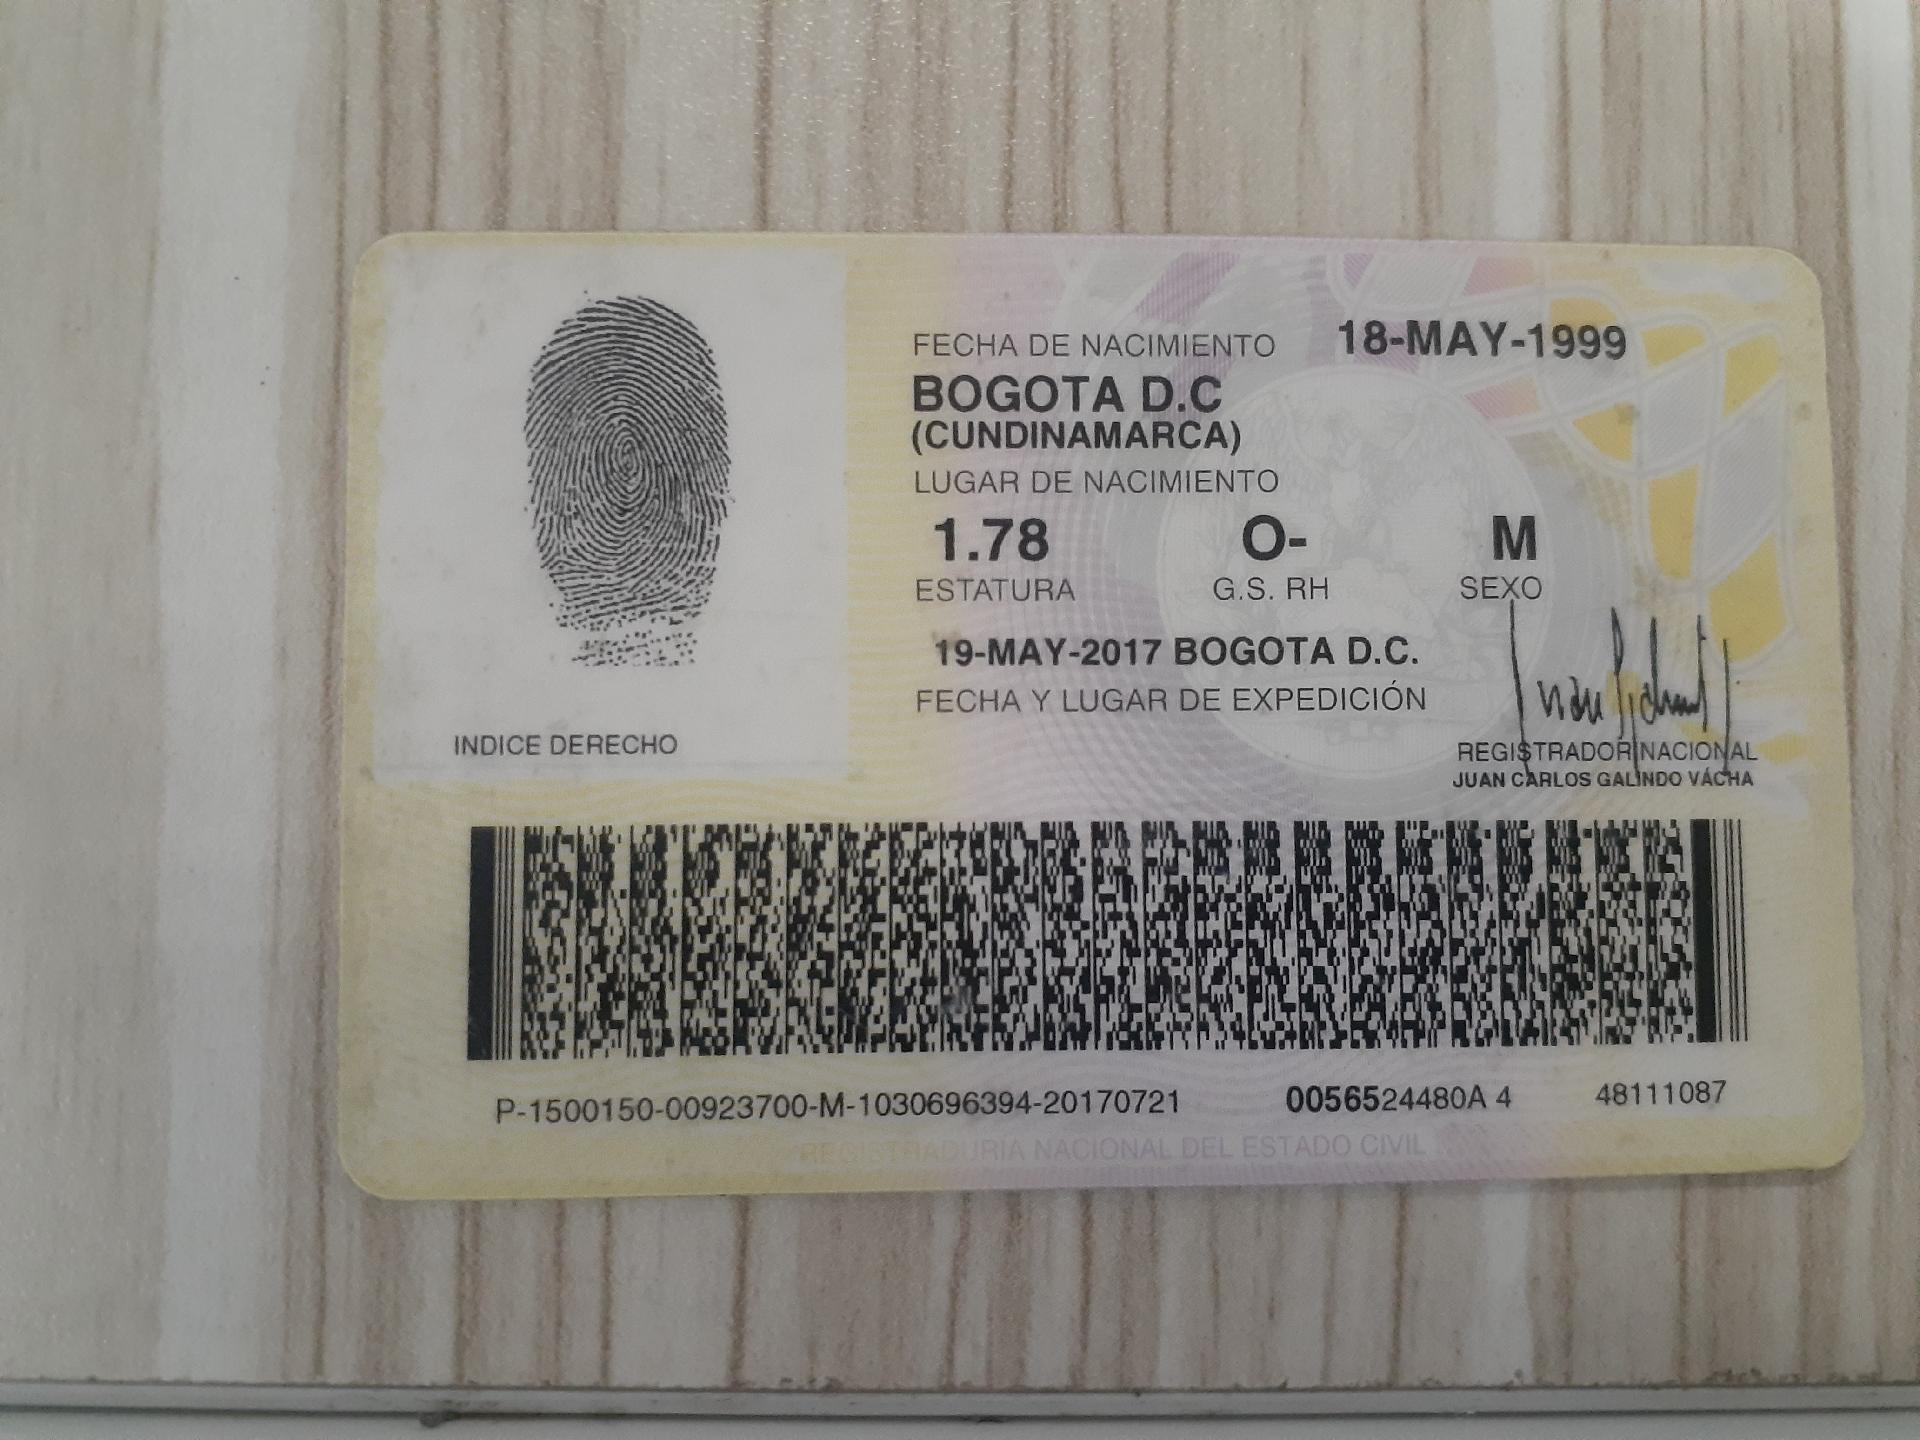 FECHA DE NACIMIENTO 18-MAY-1999
BOGOTA D.C
(CUNDINAMARCA)
LUGAR DE NACIMIENTO
1.78 O- M
ESTATURA G.S. RH SEXO
19-MAY-2017 BOGOTA D.C.
FECHA Y LUGAR DE EXPEDICIÓN
INDICE DERECHO
REGISTRADOR NACIONAL
JUAN CARLOS GALINDO VÁCHA
P-1500150-00923700-M-1030696394-20170721 0056524480A 4 48111087
REGISTRADURIA NACIONAL DEL ESTADO CIVIL